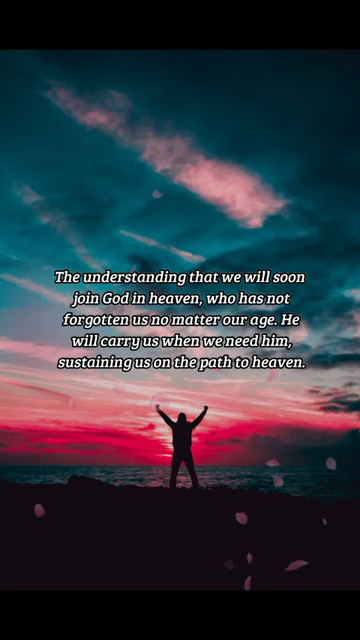 The understanding that we will soon
join God in heaven, who has not
forgotten us no matter our age. He
will carry us when we need him,
sustaining us on the path to heaven.